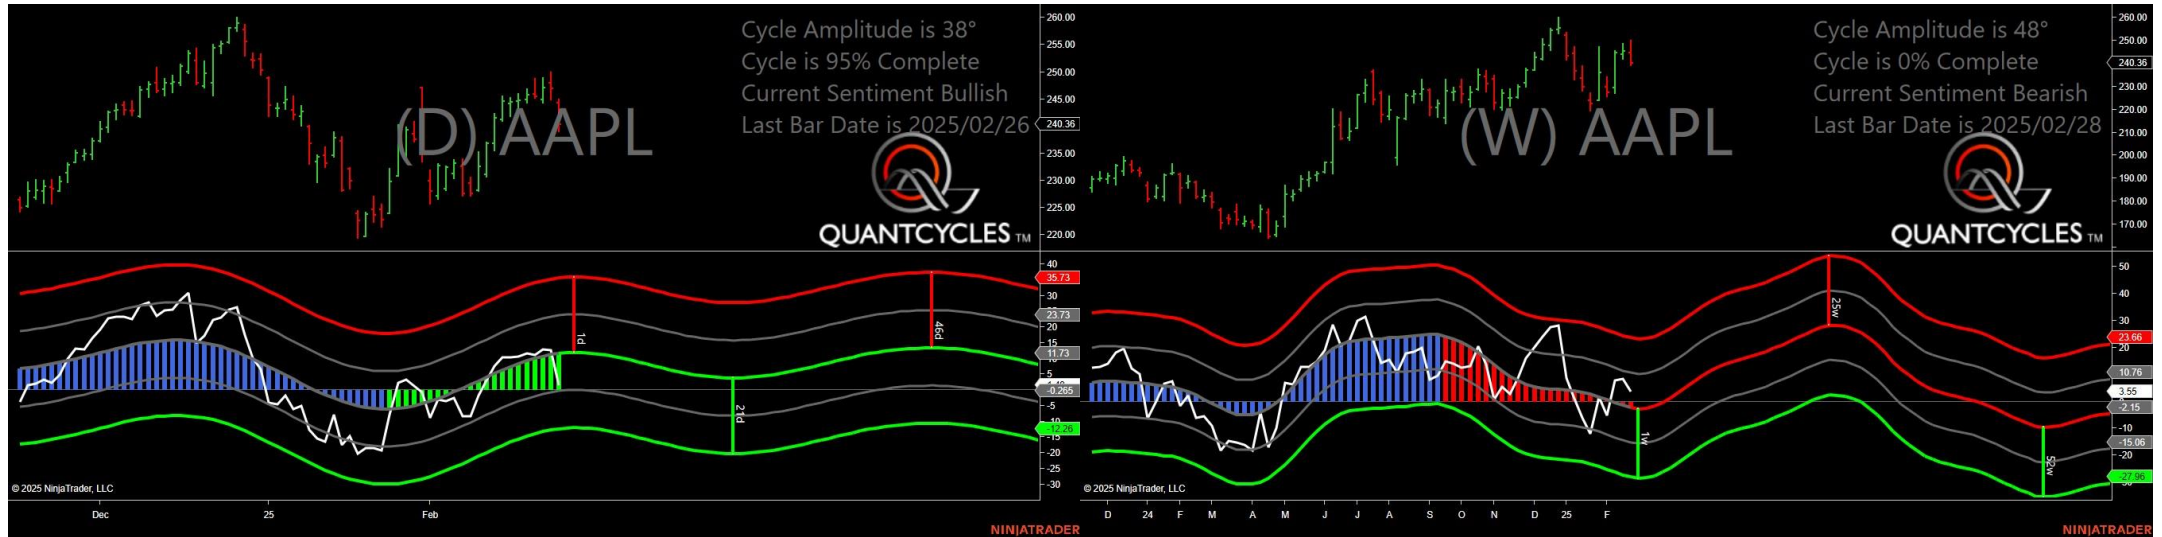 Cycle Amplitude is 38°
Cycle is 95% Complete
Current Sentiment Bullish
Last Bar Date is 2025/02/26
(D) AAPL
QUANTCYCLES TM
260.00
255.00
250.00
245.00
240.36
235.00
230.00
225.00
220.00
40
35.73
30
23.73
20
15
11.73
5
-0.265
-5
-12.26
-15
-20
-25
-30
1d
21d
46d
© 2025 NinjaTrader, LLC
Dec
25
Feb
NINJATRADER
Cycle Amplitude is 48°
Cycle is 0% Complete
Current Sentiment Bearish
Last Bar Date is 2025/02/28
(W) AAPL
QUANTCYCLES TM
260.00
250.00
240.36
230.00
220.00
210.00
200.00
190.00
180.00
170.00
50
40
30
23.66
20
10.76
3.55
-2.15
-10
-15.06
-20
-27.96
25w
1w
52w
© 2025 NinjaTrader, LLC
D 24 F M A M J J A S O N D 25 F
NINJATRADER